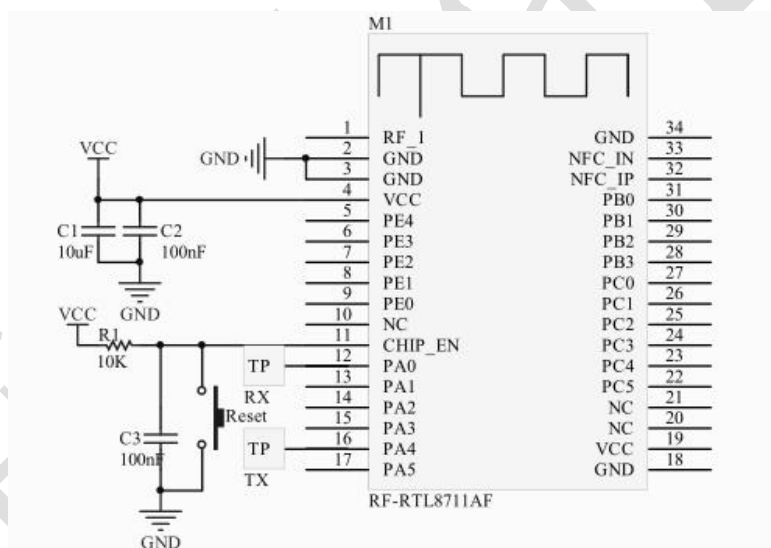 M1
1 RF_1 GND 34
GND 2 GND NFC_IN 33
3 GND NFC_IP 32
VCC 4 VCC PB0 31
5 PE4 PB1 30
C1 C2 6 PE3 PB2 29
10uF 100nF 7 PE2 PB3 28
8 PE1 PC0 27
GND 9 PE0 PC1 26
VCC 10 NC PC2 25
R1 11 CHIP_EN PC3 24
10K TP 12 PA0 PC4 23
RX 13 PA1 PC5 22
Reset 14 PA2 NC 21
C3 15 PA3 NC 20
100nF TP 16 PA4 VCC 19
TX 17 PA5 GND 18
RF-RTL8711AF
GND